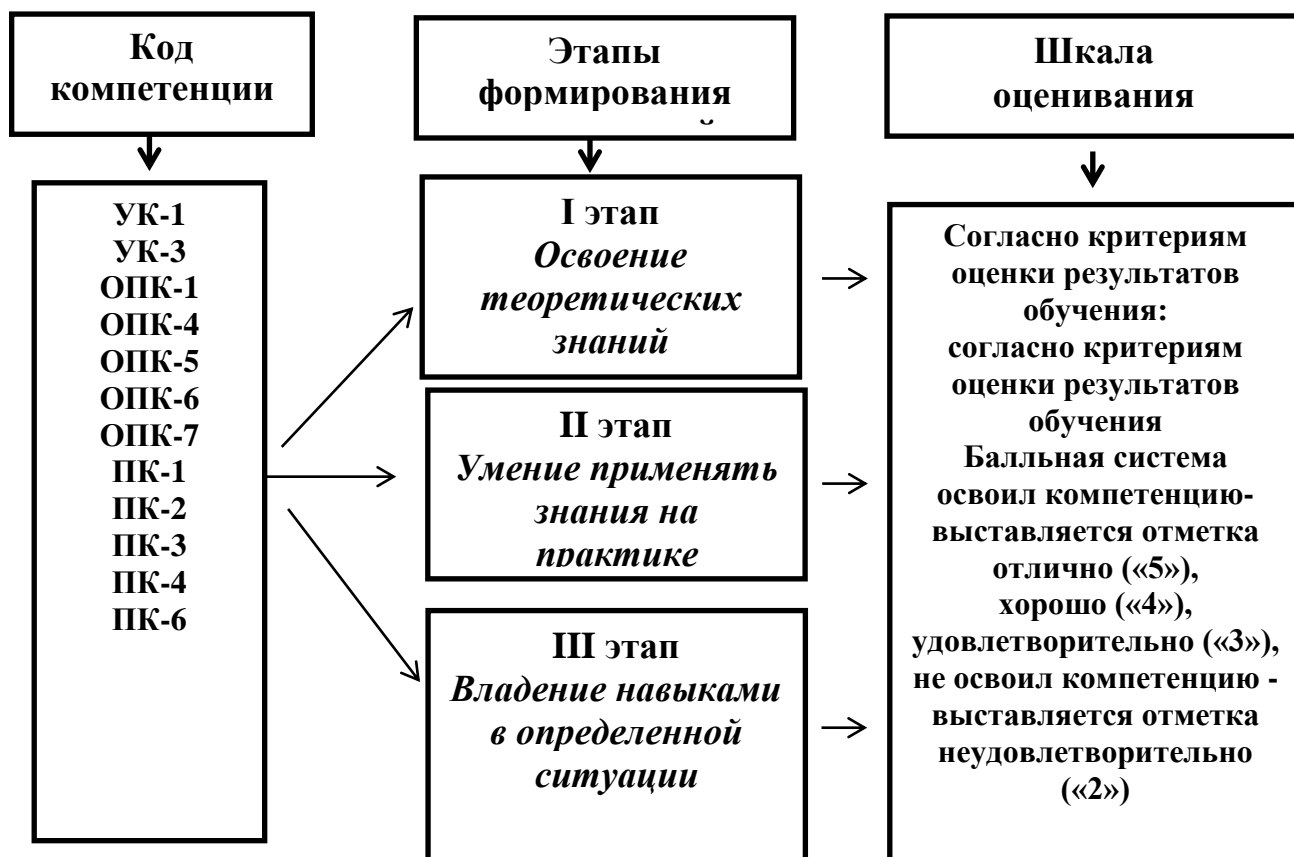 Код
компетенции
Этапы
формирования
Шкала
оценивания
УК-1
УК-3
ОПК-1
ОПК-4
ОПК-5
ОПК-6
ОПК-7
ПК-1
ПК-2
ПК-3
ПК-4
ПК-6
I этап
Освоение
теоретических
знаний
II этап
Умение применять
знания на
практике
III этап
Владение навыками
в определенной
ситуации
Согласно критериям
оценки результатов
обучения:
согласно критериям
оценки результатов
обучения
Балльная система
освоил компетенцию-
выставляется отметка
отлично («5»),
хорошо («4»),
удовлетворительно («3»),
не освоил компетенцию -
выставляется отметка
неудовлетворительно
(«2»)